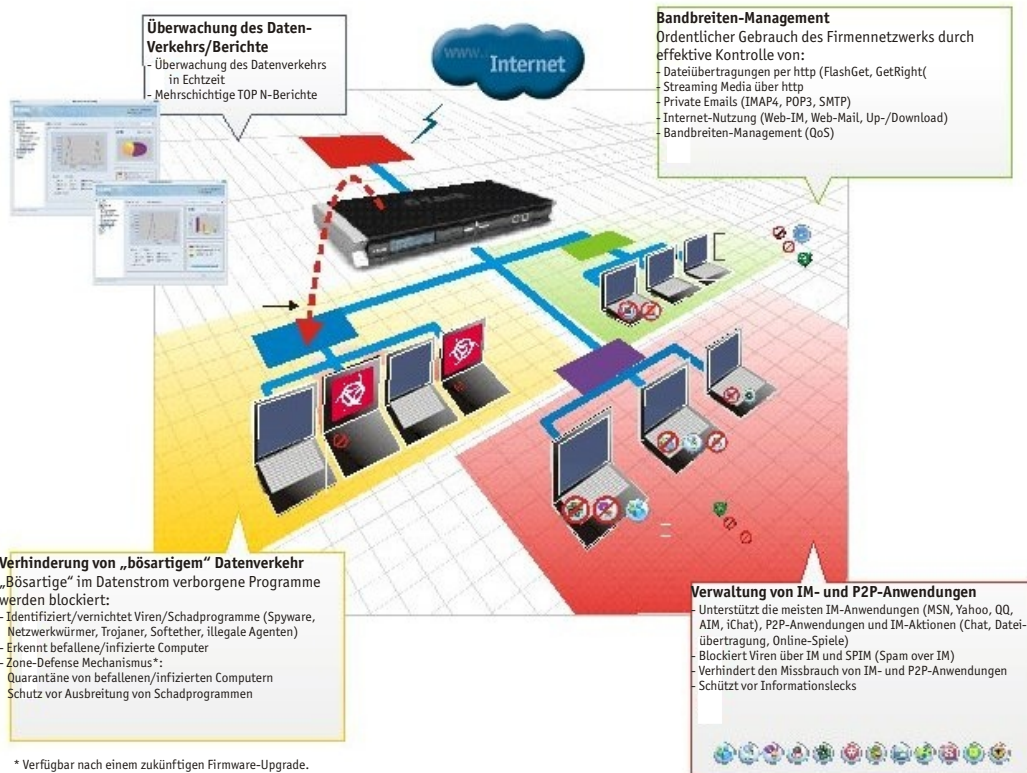 Überwachung des Daten-
Verkehrs/Berichte
- Überwachung des Datenverkehrs
in Echtzeit
- Mehrschichtige TOP N-Berichte
www.
Internet
Bandbreiten-Management
Ordentlicher Gebrauch des Firmennetzwerks durch
effektive Kontrolle von:
- Dateiübertragungen per http (FlashGet, GetRight(
- Streaming Media über http
- Private Emails (IMAP4, POP3, SMTP)
- Internet-Nutzung (Web-IM, Web-Mail, Up-/Download)
- Bandbreiten-Management (QoS)
Verhinderung von „bösartigem“ Datenverkehr
„Bösartige“ im Datenstrom verborgene Programme
werden blockiert:
- Identifiziert/vernichtet Viren/Schadprogramme (Spyware,
Netzwerkwürmer, Trojaner, Softether, illegale Agenten)
- Erkennt befallene/infizierte Computer
- Zone-Defense Mechanismus*:
Quarantäne von befallenen/infizierten Computern
Schutz vor Ausbreitung von Schadprogrammen
Verwaltung von IM- und P2P-Anwendungen
- Unterstützt die meisten IM-Anwendungen (MSN, Yahoo, QQ,
AIM, iChat), P2P-Anwendungen und IM-Aktionen (Chat, Datei-
übertragung, Online-Spiele)
- Blockiert Viren über IM und SPIM (Spam over IM)
- Verhindert den Missbrauch von IM- und P2P-Anwendungen
- Schützt vor Informationslecks
* Verfügbar nach einem zukünftigen Firmware-Upgrade.